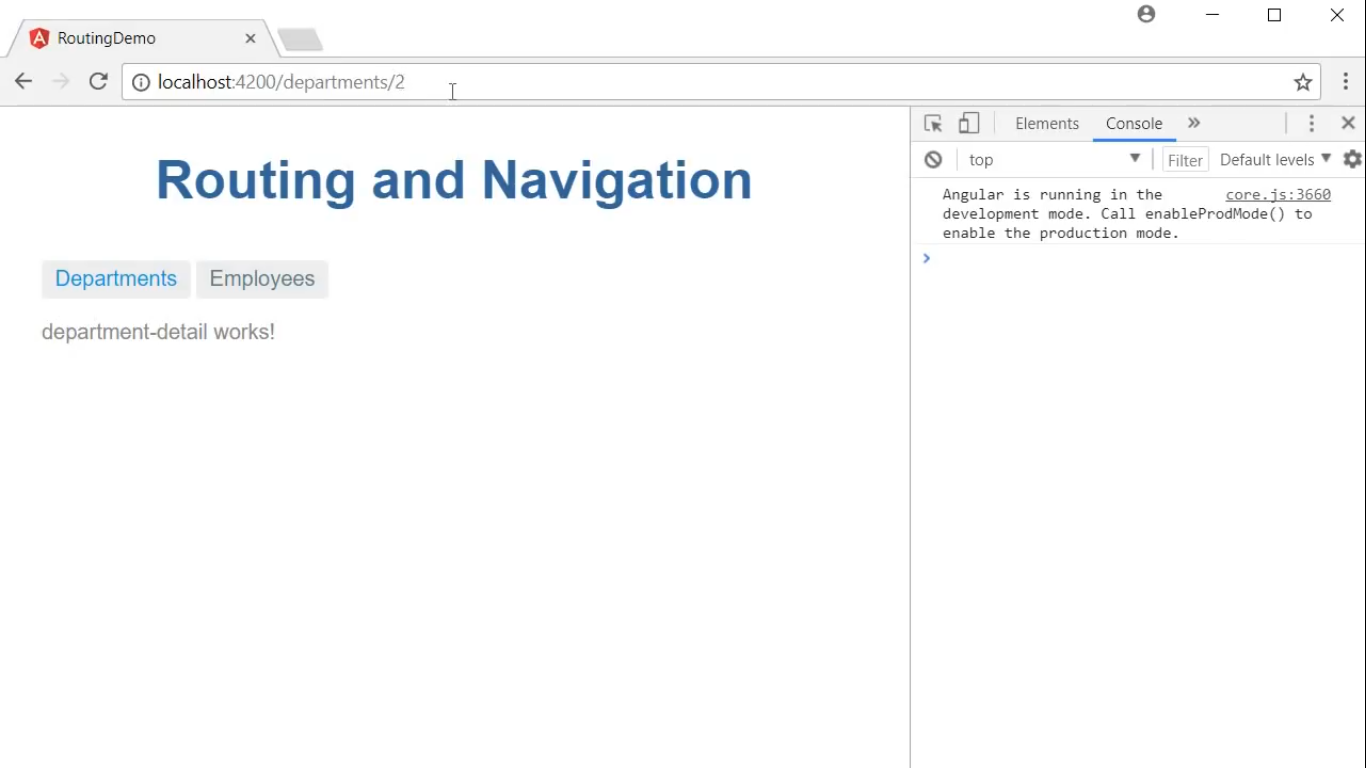 RoutingDemo
localhost:4200/departments/2
Routing and Navigation
Departments Employees
department-detail works!
Elements Console
top Filter Default levels
Angular is running in the core.js:3660
development mode. Call enableProdMode() to
enable the production mode.